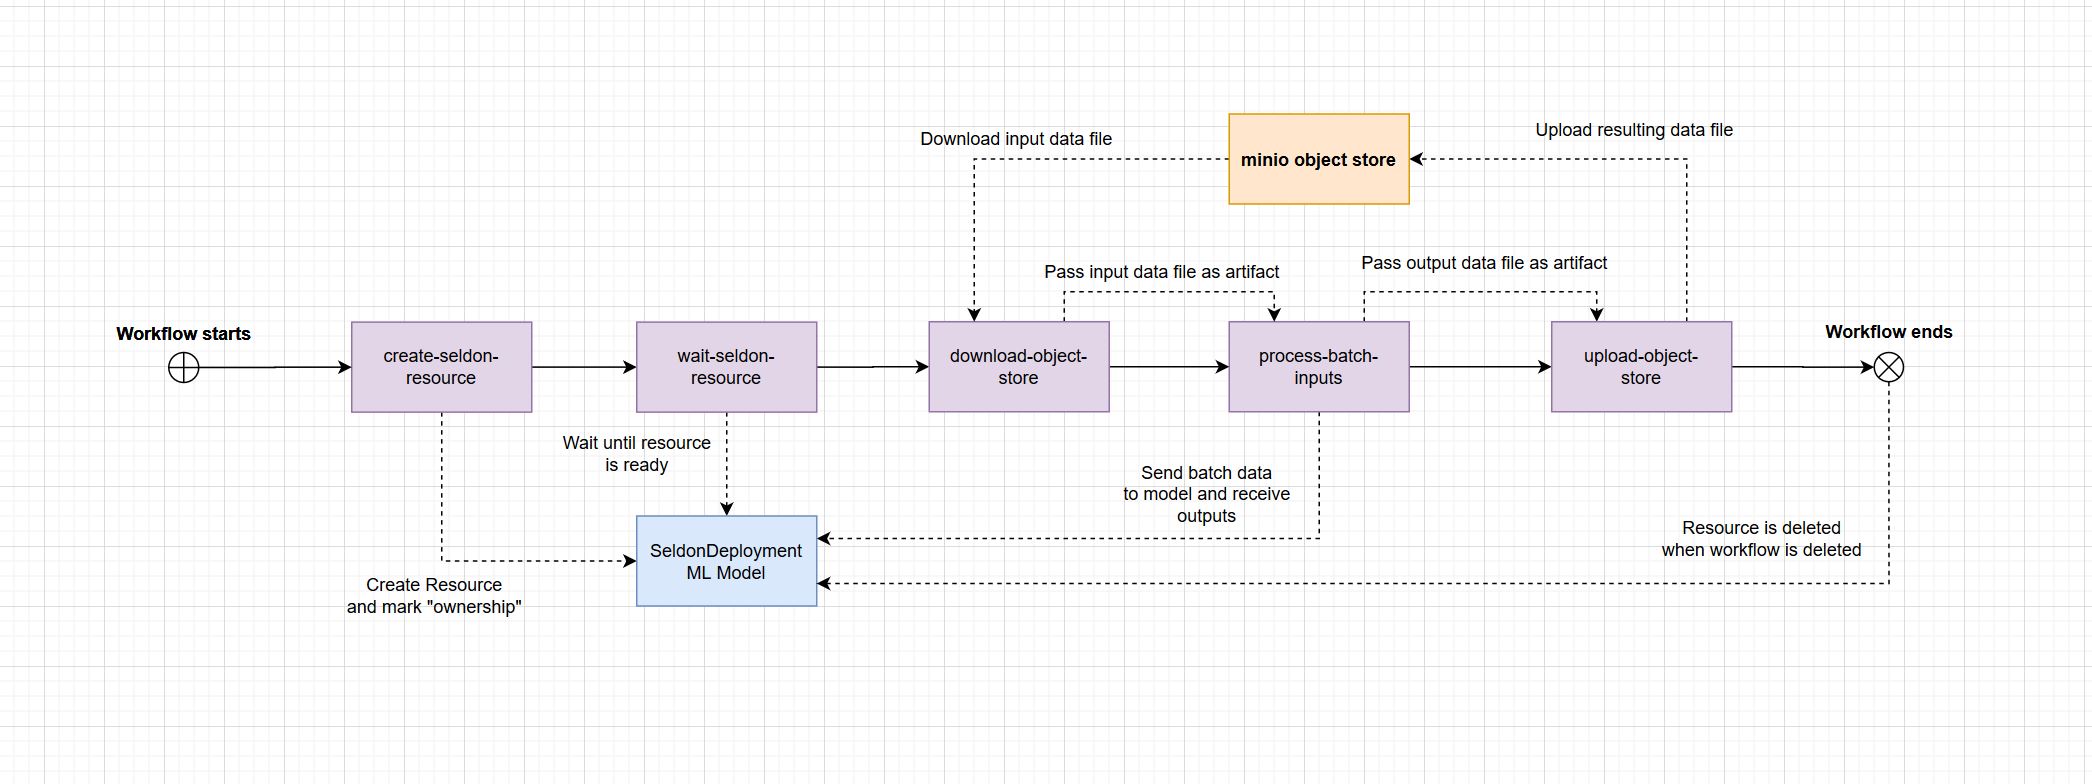 Download input data file
Upload resulting data file
minio object store
Pass input data file as artifact
Pass output data file as artifact
Workflow starts
create-seldon-
resource
wait-seldon-
resource
download-object-
store
process-batch-
inputs
upload-object-
store
Workflow ends
Wait until resource
is ready
Send batch data
to model and receive
outputs
Resource is deleted
when workflow is deleted
SeldonDeployment
ML Model
Create Resource
and mark "ownership"